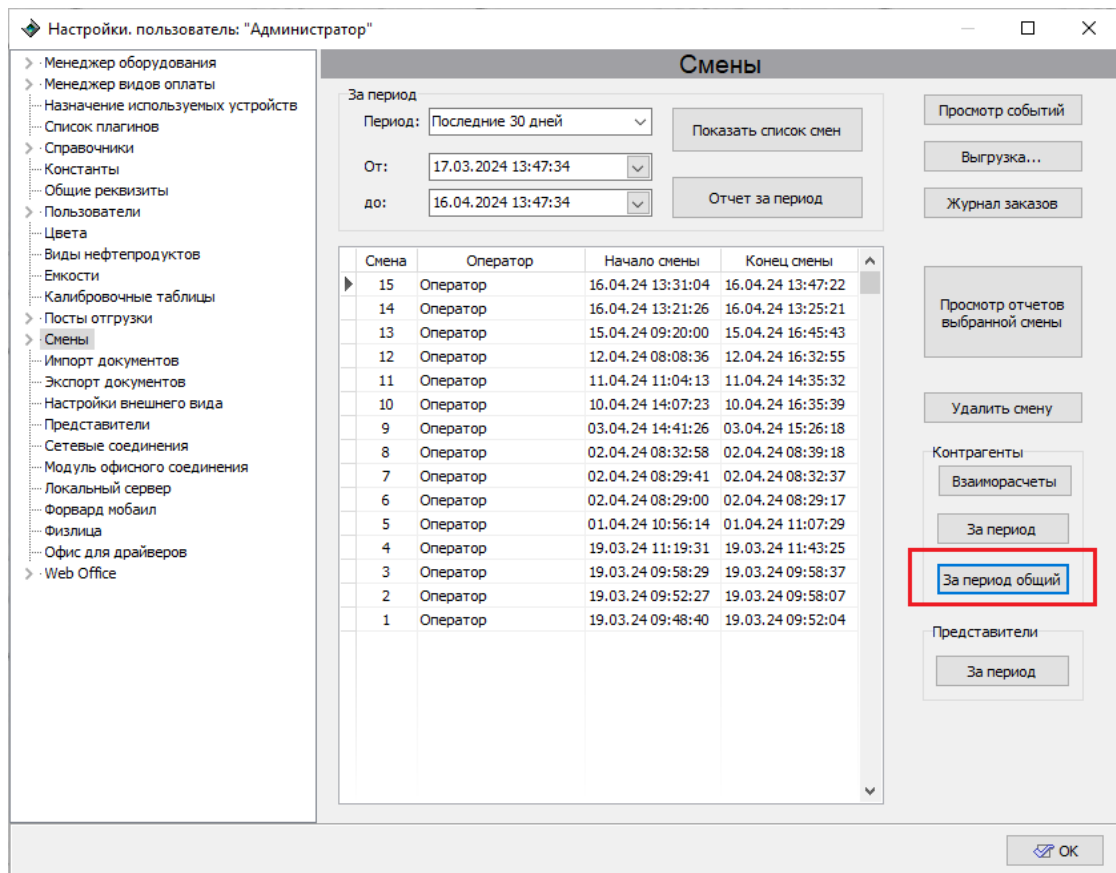 Настройки. пользователь: "Администратор"
Менеджер оборудования
Менеджер видов оплаты
Назначение используемых устройств
Список плагинов
Справочники
Константы
Общие реквизиты
Пользователи
Цвета
Виды нефтепродуктов
Емкости
Калибровочные таблицы
Посты отгрузки
Смены
Импорт документов
Экспорт документов
Настройки внешнего вида
Представители
Сетевые соединения
Модуль офисного соединения
Локальный сервер
Форвард мобаил
Физлица
Офис для драйверов
Web Office
Смены
За период
Период: Последние 30 дней
Показать список смен
От: 17.03.2024 13:47:34
до: 16.04.2024 13:47:34
Отчет за период
Смена Оператор Начало смены Конец смены
15 Оператор 16.04.24 13:31:04 16.04.24 13:47:22
14 Оператор 16.04.24 13:21:26 16.04.24 13:25:21
13 Оператор 15.04.24 09:20:00 15.04.24 16:45:43
12 Оператор 12.04.24 08:08:36 12.04.24 16:32:55
11 Оператор 11.04.24 11:04:13 11.04.24 14:35:32
10 Оператор 10.04.24 14:07:23 10.04.24 16:35:39
9 Оператор 03.04.24 14:41:26 03.04.24 15:26:18
8 Оператор 02.04.24 08:32:58 02.04.24 08:39:18
7 Оператор 02.04.24 08:29:41 02.04.24 08:32:37
6 Оператор 02.04.24 08:29:00 02.04.24 08:29:17
5 Оператор 01.04.24 10:56:14 01.04.24 11:07:29
4 Оператор 19.03.24 11:19:31 19.03.24 11:43:25
3 Оператор 19.03.24 09:58:29 19.03.24 09:58:37
2 Оператор 19.03.24 09:52:27 19.03.24 09:58:07
1 Оператор 19.03.24 09:48:40 19.03.24 09:52:04
Просмотр событий
Выгрузка...
Журнал заказов
Просмотр отчетов
выбранной смены
Удалить смену
Контрагенты
Взаиморасчеты
За период
За период общий
Представители
За период
OK